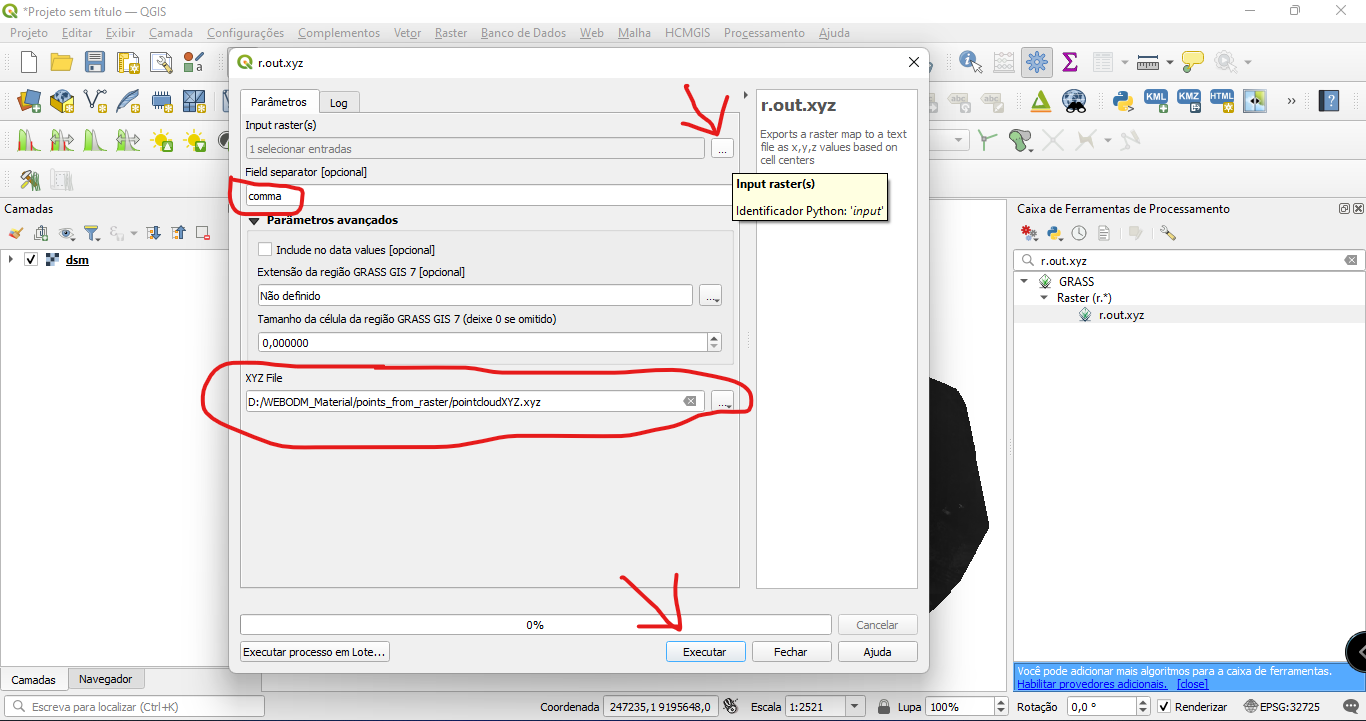 *Projeto sem título — QGIS
Projeto Editar Exibir Camada Configurações Complementos Vetor Raster Banco de Dados Web Malha HCMGIS Processamento Ajuda
r.out.xyz
Parâmetros Log
Input raster(s)
1 selecionar entradas
...
Field separator [opcional]
comma
Parâmetros avançados
Include no data values [opcional]
Extensão da região GRASS GIS 7 [opcional]
Não definido
...
Tamanho da célula da região GRASS GIS 7 (deixe 0 se omitido)
0,000000
XYZ File
D:/WEBODM_Material/points_from_raster/pointcloudXYZ.xyz
...
0%
Cancelar
Executar processo em Lote...
Executar
Fechar
Ajuda
r.out.xyz
Exports a raster map to a text
file as x,y,z values based on
cell centers
Input raster(s)
Identificador Python: 'input'
KML KMZ HTML
abc abc
»
?
Camadas
dsm
Camadas Navegador
Caixa de Ferramentas de Processamento
r.out.xyz
GRASS
Raster (r.*)
r.out.xyz
Você pode adicionar mais algoritmos para a caixa de ferramentas.
Habilitar provedores adicionais. [close]
Escreva para localizar (Ctrl+K)
Coordenada 247235,1 9195648,0 Escala 1:2521 Lupa 100% Rotação 0,0 ° Renderizar EPSG:32725